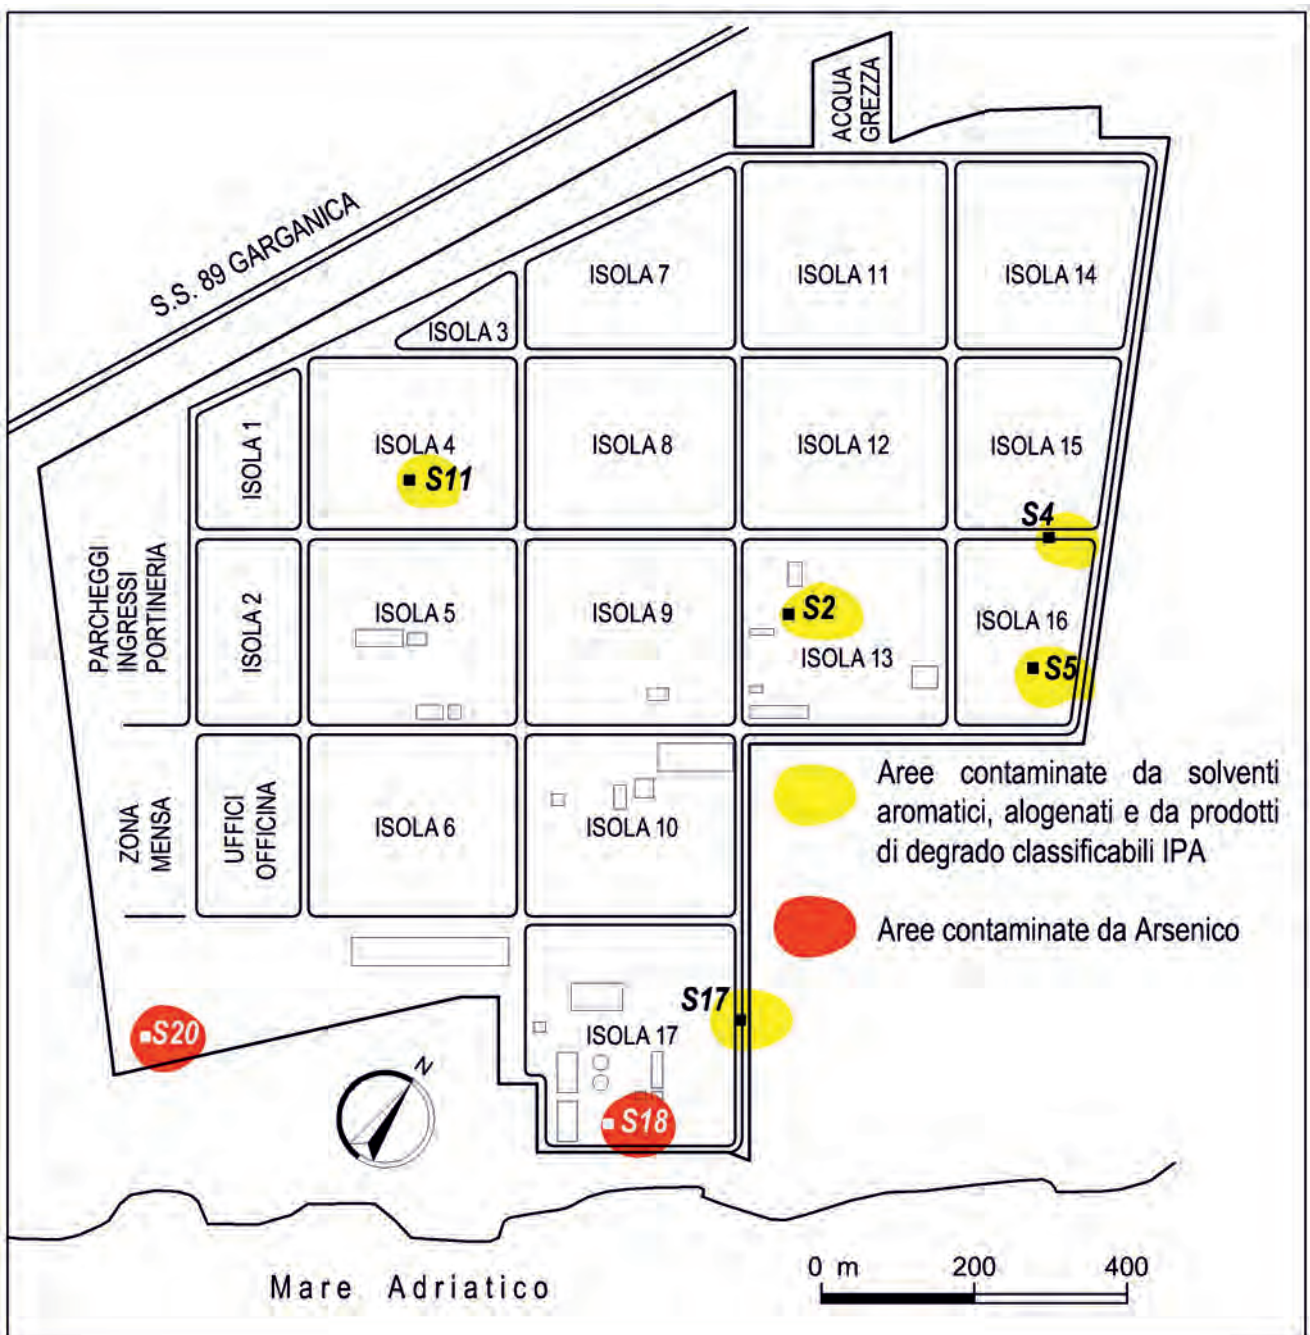 ACQUA
GREZZA
S.S. 89 GARGANICA
ISOLA 7
ISOLA 11
ISOLA 14
ISOLA 3
ISOLA 1
ISOLA 4
ISOLA 8
ISOLA 12
ISOLA 15
S11
S4
PARCHEGGI
INGRESSI
PORTINERIA
ISOLA 2
ISOLA 5
ISOLA 9
S2
ISOLA 13
ISOLA 16
S5
ZONA
MENSA
UFFICI
OFFICINA
ISOLA 6
ISOLA 10
Aree contaminate da solventi
aromatici, alogenati e da prodotti
di degrado classificabili IPA
Aree contaminate da Arsenico
S17
ISOLA 17
S20
N
S18
0 m 200 400
Mare Adriatico